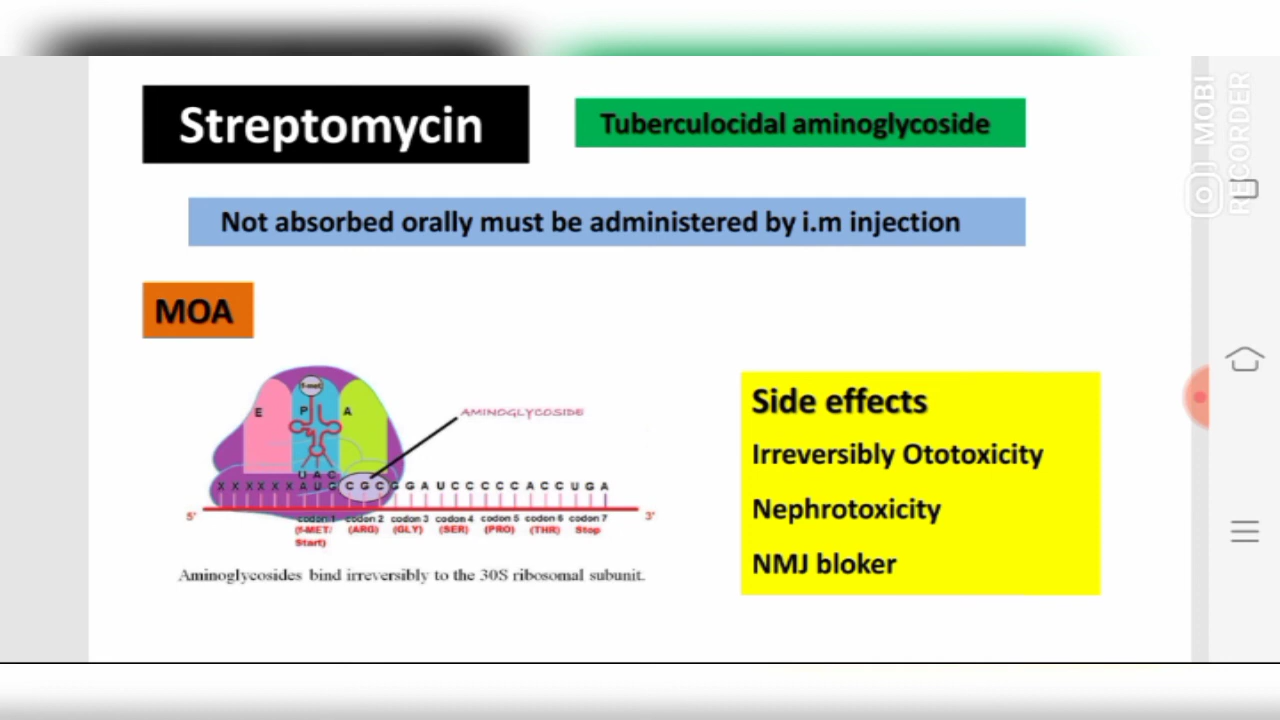 Streptomycin
Tuberculocidal aminoglycoside
Not absorbed orally must be administered by i.m injection
MOA
f-met
E P A
AMINOGLYCOSIDE
U A C
X X X X X X A U G C G C G G A U C C C C C A C C U G A
5' 3'
codon 1 codon 2 codon 3 codon 4 codon 5 codon 6 codon 7
(f-MET/ (ARG) (GLY) (SER) (PRO) (THR) Stop
Start)
Aminoglycosides bind irreversibly to the 30S ribosomal subunit.
Side effects
Irreversibly Ototoxicity
Nephrotoxicity
NMJ bloker
MOBI
RECORDER